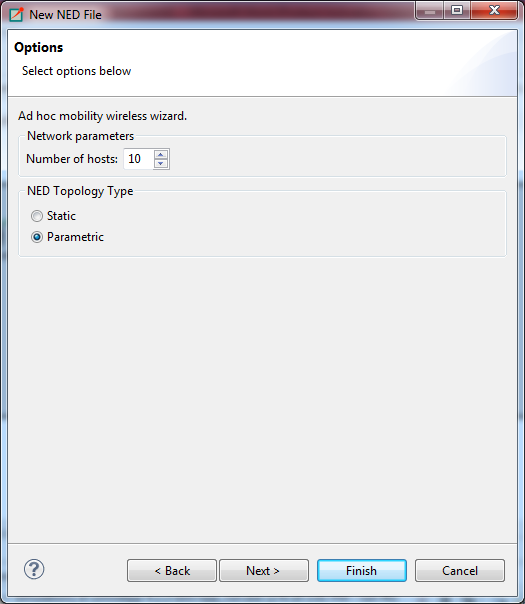 New NED File
Options
Select options below
Ad hoc mobility wireless wizard.
Network parameters
Number of hosts: 10
NED Topology Type
Static
Parametric
? < Back Next > Finish Cancel